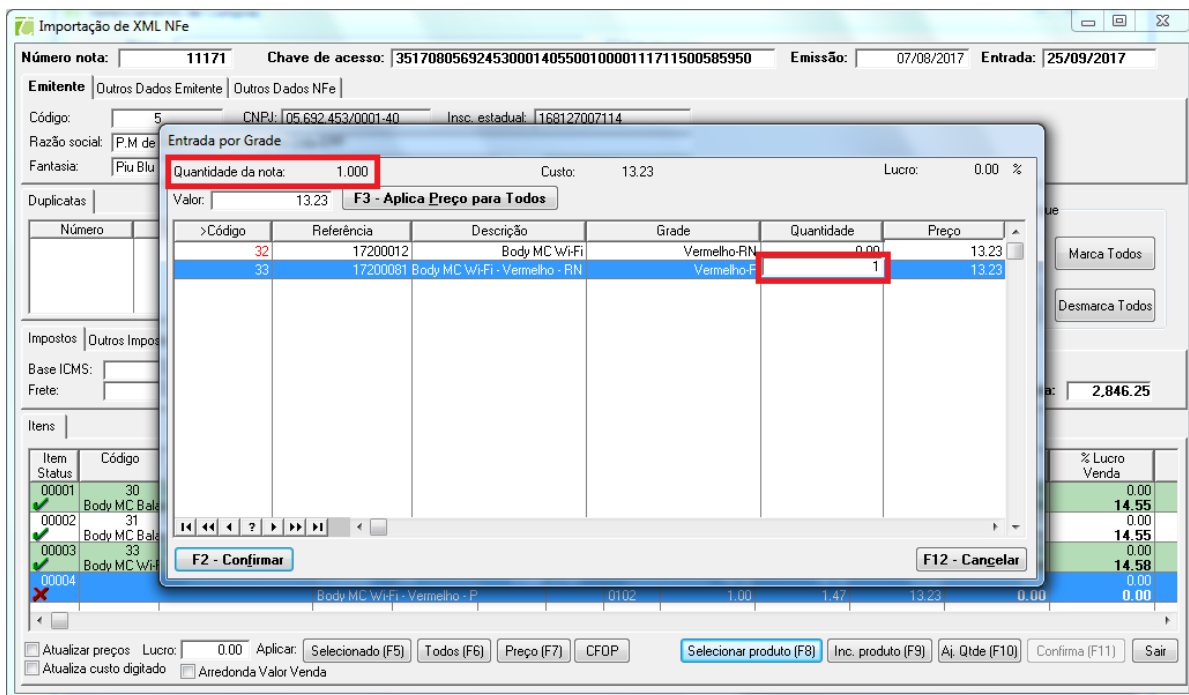 Importação de XML NFe
Número nota: 11171 Chave de acesso: 35170805692453000140550010000111711500585950 Emissão: 07/08/2017 Entrada: 25/09/2017
Emitente Outros Dados Emitente Outros Dados NFe
Código: 5 CNPJ: 05.692.453/0001-40 Insc. estadual: 168127007114
Razão social: P.M de
Fantasia: Piu Blu
Entrada por Grade
Quantidade da nota: 1.000 Custo: 13.23 Lucro: 0.00 %
Valor: 13.23 F3 - Aplica Preço para Todos
>Código Referência Descrição Grade Quantidade Preço
32 17200012 Body MC Wi-Fi Vermelho-RN 0.00 13.23
33 17200081 Body MC Wi-Fi - Vermelho - RN Vermelho-F 1 13.23
F2 - Confirmar F12 - Cancelar
Duplicatas
Número
ue
Marca Todos
Desmarca Todos
Impostos Outros Impos
Base ICMS:
Frete:
a: 2,846.25
Itens
Item Status Código % Lucro Venda
00001 30 0.00
Body MC Bala 14.55
00002 31 0.00
Body MC Bala 14.55
00003 33 0.00
Body MC Wi-F 14.58
00004 0.00
Body MC Wi-Fi - Vermelho - P 0102 1.00 1.47 13.23 0.00 0.00
Atualizar preços Lucro: 0.00 Aplicar: Selecionado (F5) Todos (F6) Preço (F7) CFOP Selecionar produto (F8) Inc. produto (F9) Aj. Qtde (F10) Confirma (F11) Sair
Atualiza custo digitado Arredonda Valor Venda